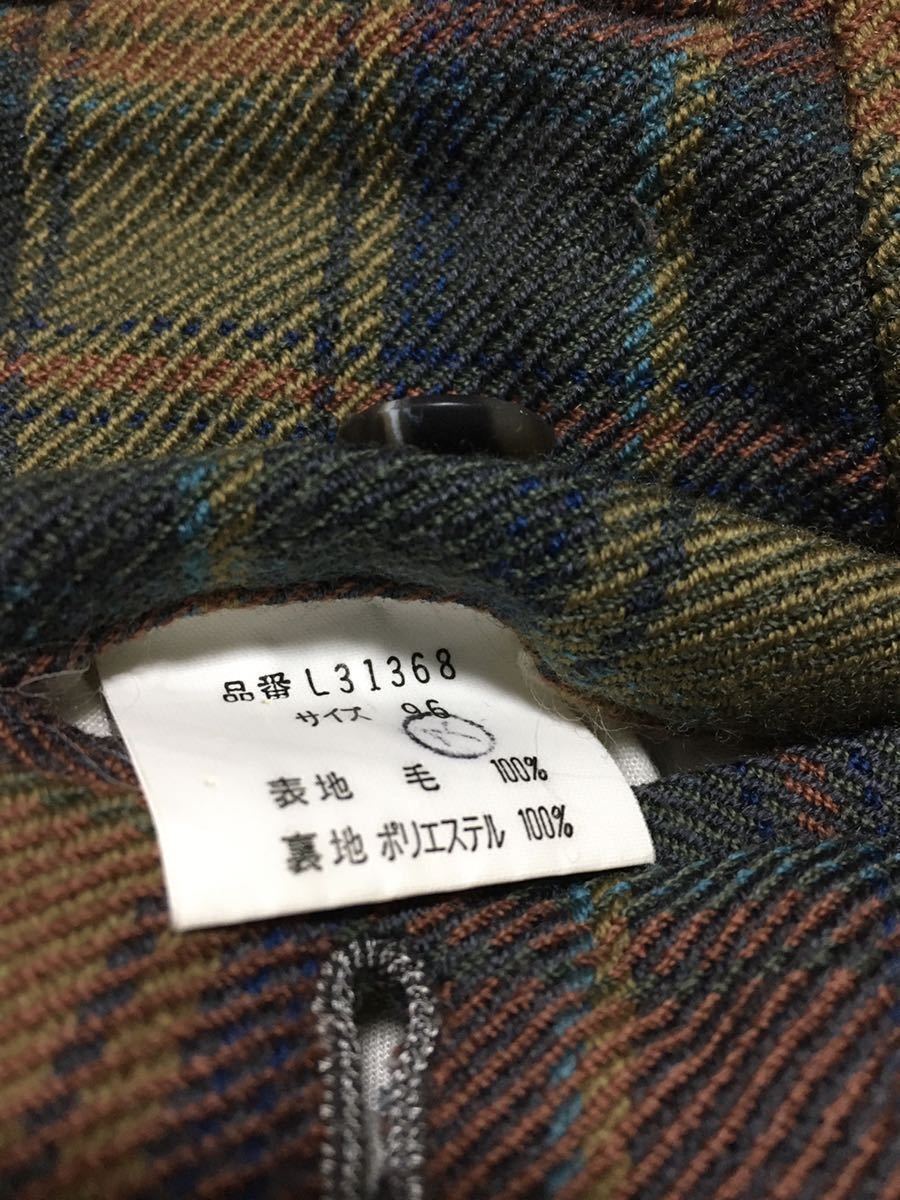 品番 L31368
サイズ 96
表地 毛 100%
裏地 ポリエステル 100%